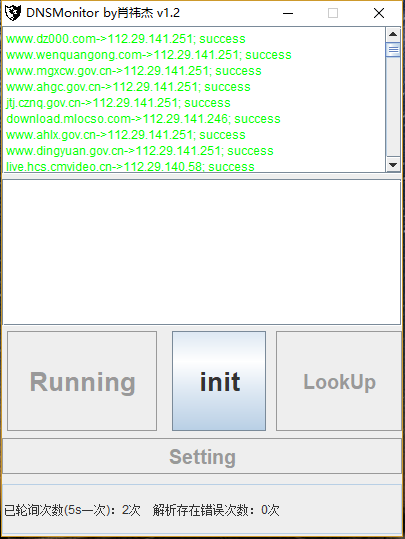 DNSMonitor by肖祎杰 v1.2
www.dz000.com->112.29.141.251; success
www.wenquangong.com->112.29.141.251; success
www.mgxcw.gov.cn->112.29.141.251; success
www.ahgc.gov.cn->112.29.141.251; success
jtj.cznq.gov.cn->112.29.141.251; success
download.mlocso.com->112.29.141.246; success
www.ahlx.gov.cn->112.29.141.251; success
www.dingyuan.gov.cn->112.29.141.251; success
live.hcs.cmvideo.cn->112.29.140.58; success
Running
init
LookUp
Setting
已轮询次数(5s一次)：2次 解析存在错误次数：0次